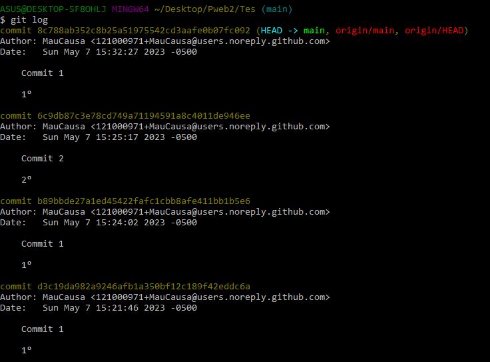 ASUS@DESKTOP-5F8OHLJ MINGW64 ~/Desktop/Pweb2/Tes (main)
$ git log
commit 8c788ab352c8b25a51975542cd3aafe0b07fc092 (HEAD -> main, origin/main, origin/HEAD)
Author: MauCausa <121000971+MauCausa@users.noreply.github.com>
Date:   Sun May 7 15:32:27 2023 -0500
Commit 1
1°
commit 6c9db87c3e78cd749a71194591a8c4011de946ee
Author: MauCausa <121000971+MauCausa@users.noreply.github.com>
Date:   Sun May 7 15:25:17 2023 -0500
Commit 2
2°
commit b89bbde27a1ed45422fafc1cbb8afe411bb1b5e6
Author: MauCausa <121000971+MauCausa@users.noreply.github.com>
Date:   Sun May 7 15:24:02 2023 -0500
Commit 1
1°
commit d3c19da982a9246afb1a350bf12c189f42eddc6a
Author: MauCausa <121000971+MauCausa@users.noreply.github.com>
Date:   Sun May 7 15:21:46 2023 -0500
Commit 1
1°